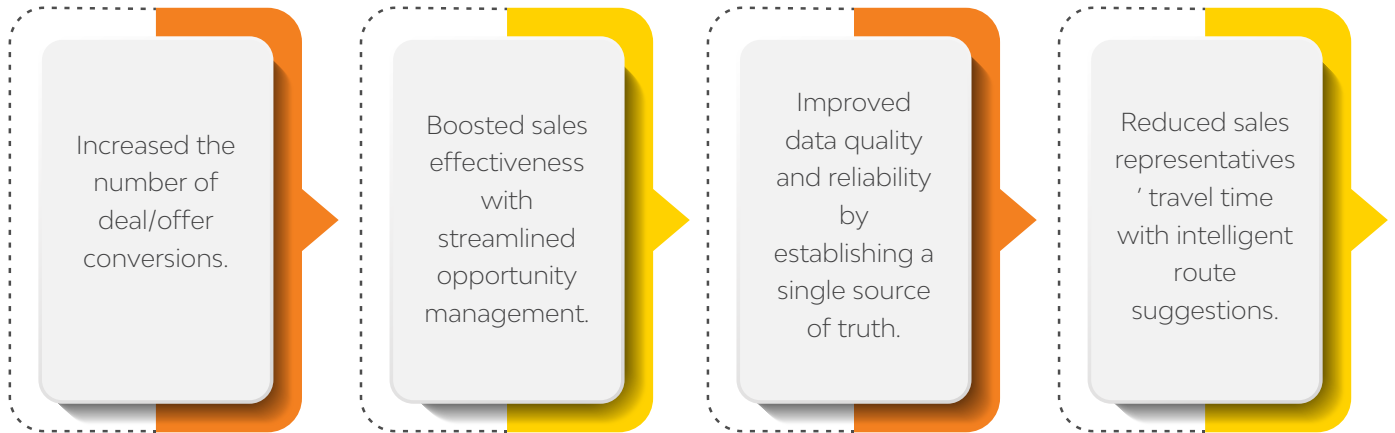 Increased the
number of
deal/offer
conversions.
Boosted sales
effectiveness
with
streamlined
opportunity
management.
Improved
data quality
and reliability
by
establishing a
single source
of truth.
Reduced sales
representatives
’ travel time
with intelligent
route
suggestions.